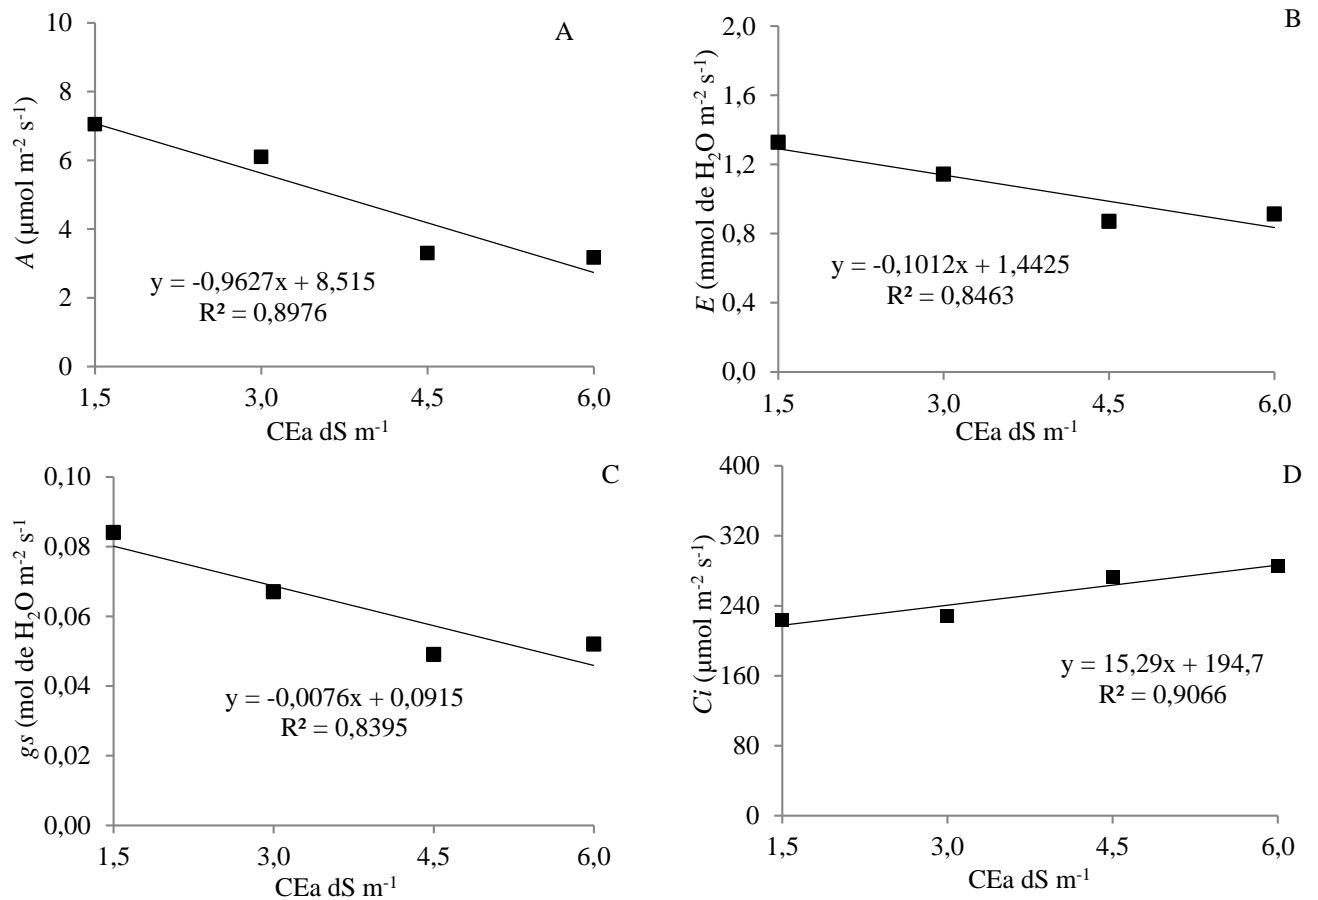 A
10
8
6
4
2
0
A (µmol m-2 s-1)
y = -0,9627x + 8,515
R² = 0,8976
1,5 3,0 4,5 6,0
CEa dS m-1
B
2,0
1,6
1,2
0,8
0,4
0,0
E (mmol de H2O m-2 s-1)
y = -0,1012x + 1,4425
R² = 0,8463
1,5 3,0 4,5 6,0
CEa dS m-1
C
0,10
0,08
0,06
0,04
0,02
0,00
gs (mol de H2O m-2 s-1)
y = -0,0076x + 0,0915
R² = 0,8395
1,5 3,0 4,5 6,0
CEa dS m-1
D
400
320
240
160
80
0
Ci (µmol m-2 s-1)
y = 15,29x + 194,7
R² = 0,9066
1,5 3,0 4,5 6,0
CEa dS m-1